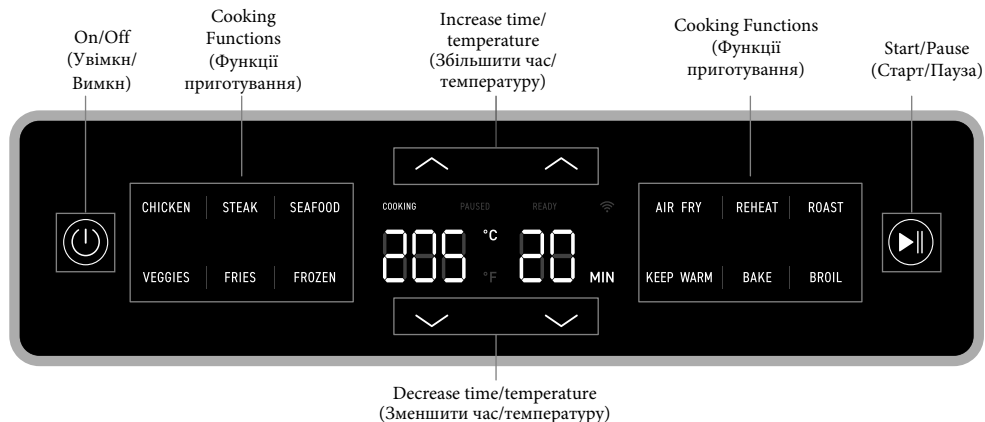 On/Off
(Увімкн/
Вимкн)
Cooking
Functions
(Функції
приготування)
Increase time/
temperature
(Збільшити час/
температуру)
Cooking Functions
(Функції
приготування)
Start/Pause
(Старт/Пауза)
CHICKEN STEAK SEAFOOD
VEGGIES FRIES FROZEN
COOKING PAUSED READY
205 °C °F 20 MIN
AIR FRY REHEAT ROAST
KEEP WARM BAKE BROIL
Decrease time/temperature
(Зменшити час/температуру)